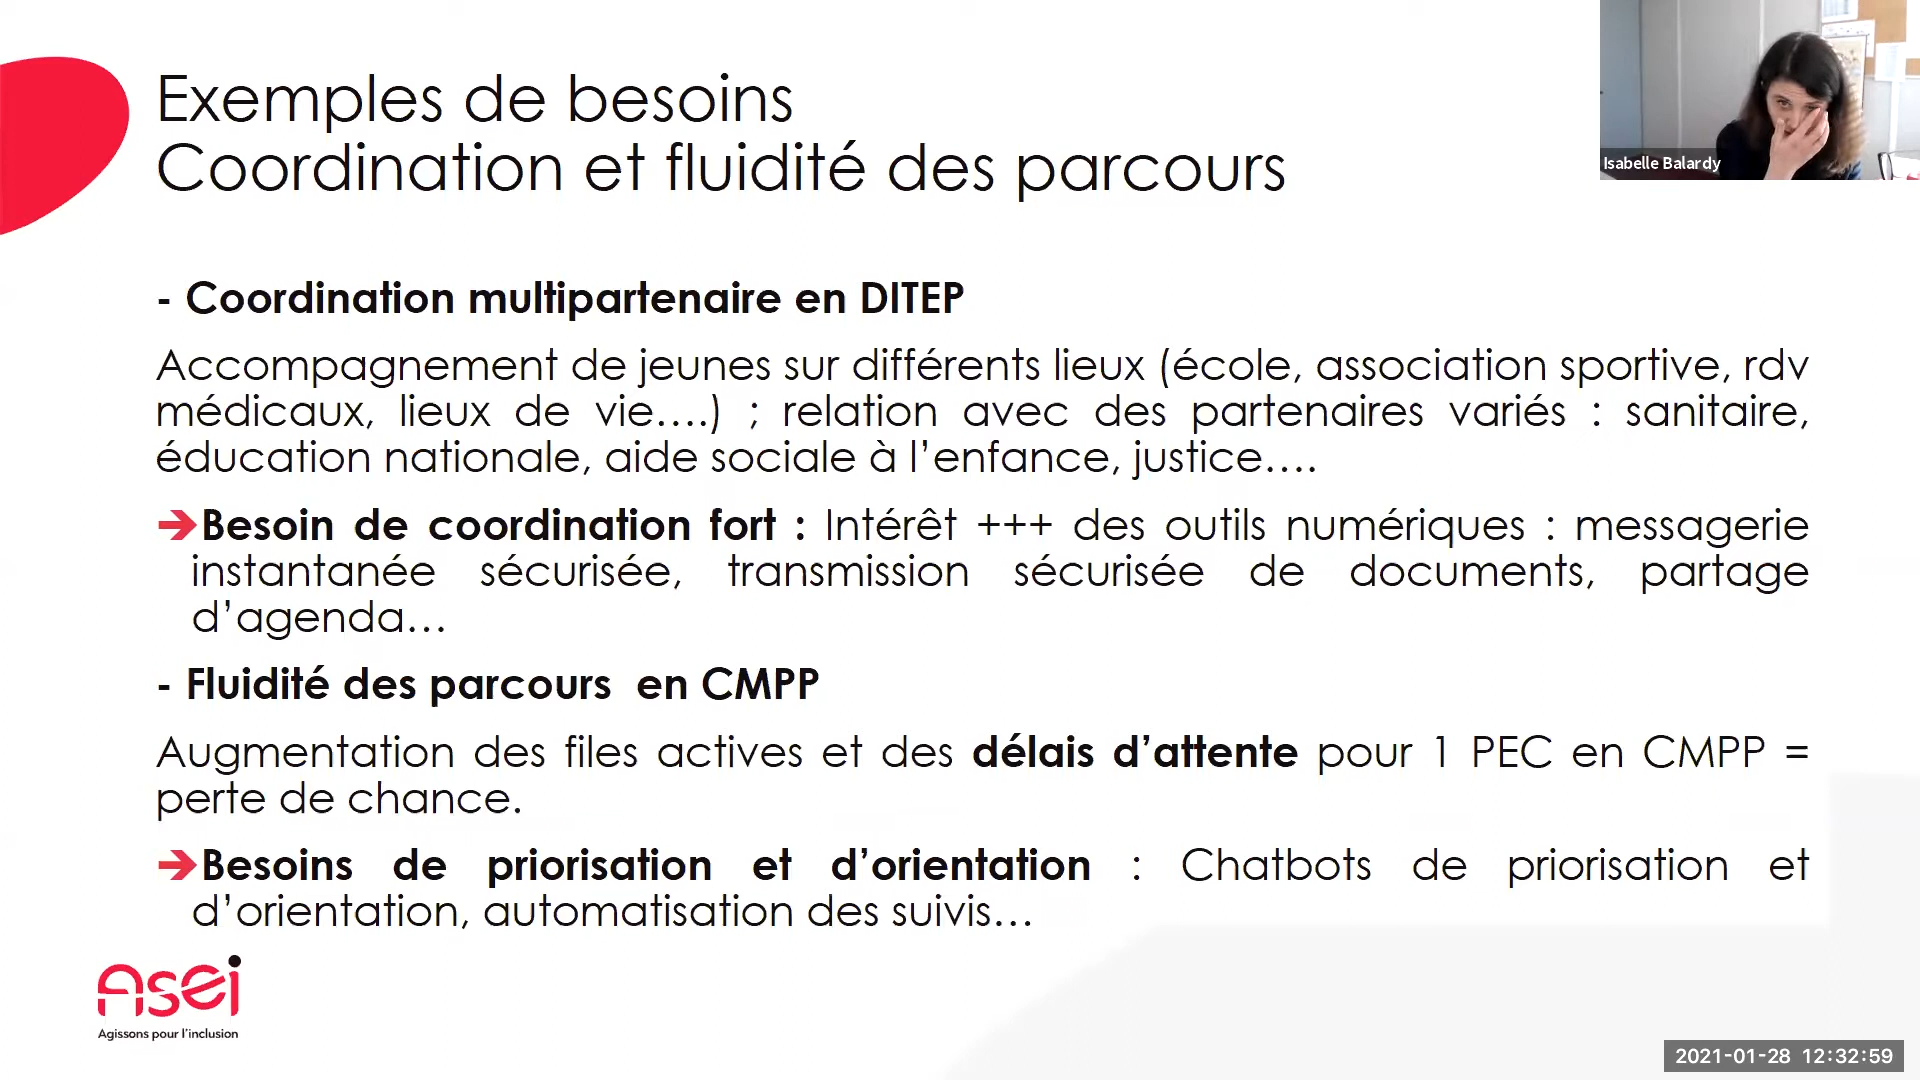 Exemples de besoins
Coordination et fluidité des parcours
Isabelle Balardy
- Coordination multipartenaire en DITEP
Accompagnement de jeunes sur différents lieux (école, association sportive, rdv
médicaux, lieux de vie….) ; relation avec des partenaires variés : sanitaire,
éducation nationale, aide sociale à l’enfance, justice….
➔Besoin de coordination fort : Intérêt +++ des outils numériques : messagerie
instantanée sécurisée, transmission sécurisée de documents, partage
d’agenda…
- Fluidité des parcours en CMPP
Augmentation des files actives et des délais d’attente pour 1 PEC en CMPP =
perte de chance.
➔Besoins de priorisation et d’orientation : Chatbots de priorisation et
d’orientation, automatisation des suivis…
Asei
Agissons pour l’inclusion
2021-01-28 12:32:59